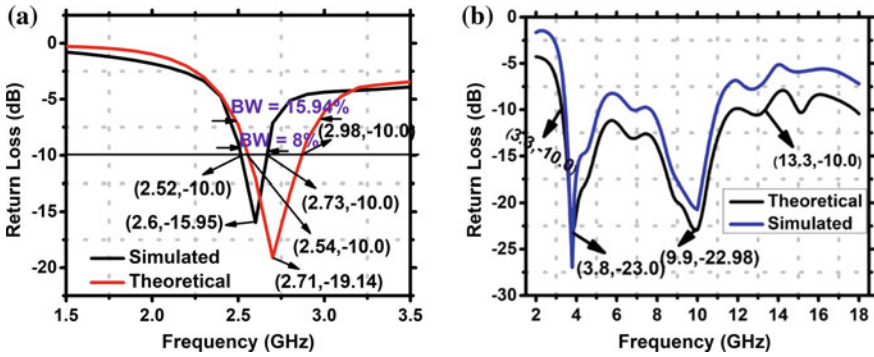 (a)
Return Loss (dB)
0
-5
-10
-15
-20
BW = 15.94%
BW = 8%
(2.98,-10.0)
(2.52,-10.0)
(2.73,-10.0)
(2.6,-15.95)
(2.54,-10.0)
(2.71,-19.14)
Simulated
Theoretical
1.5 2.0 2.5 3.0 3.5
Frequency (GHz)
(b)
Return Loss (dB)
0
-5
-10
-15
-20
-25
-30
(3.3,-10.0)
(13.3,-10.0)
Theoretical
Simulated
(3.8,-23.0)
(9.9,-22.98)
2 4 6 8 10 12 14 16 18
Frequency (GHz)